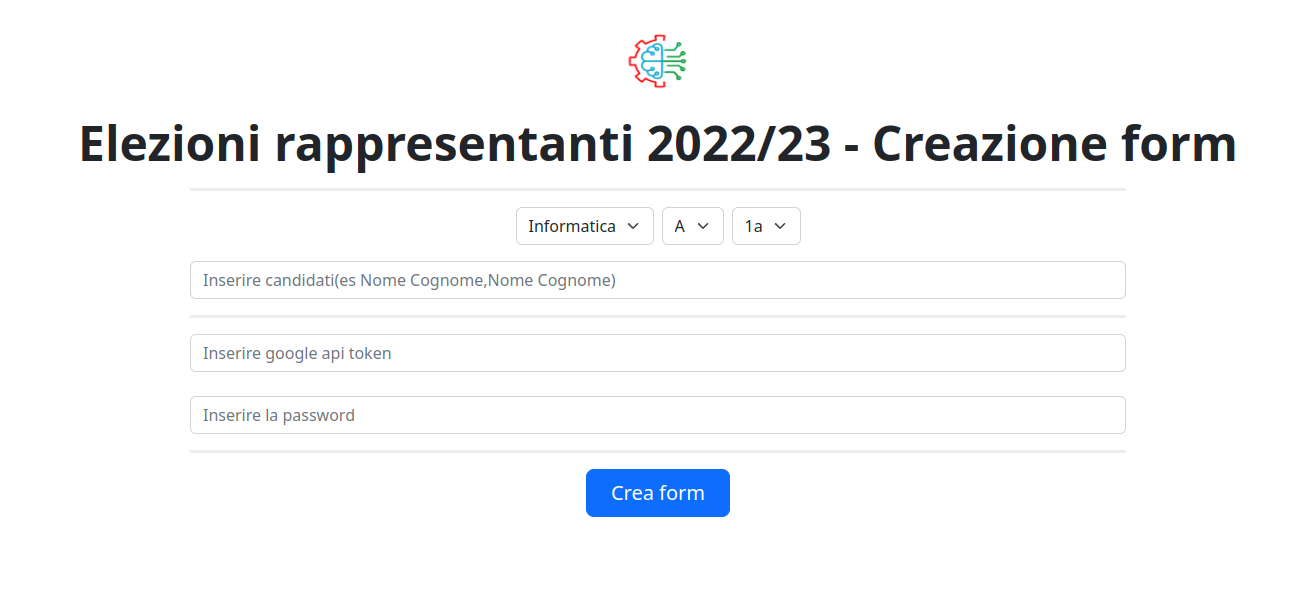 Elezioni rappresentanti 2022/23 - Creazione form
Informatica A 1a
Inserire candidati(es Nome Cognome,Nome Cognome)
Inserire google api token
Inserire la password
Crea form